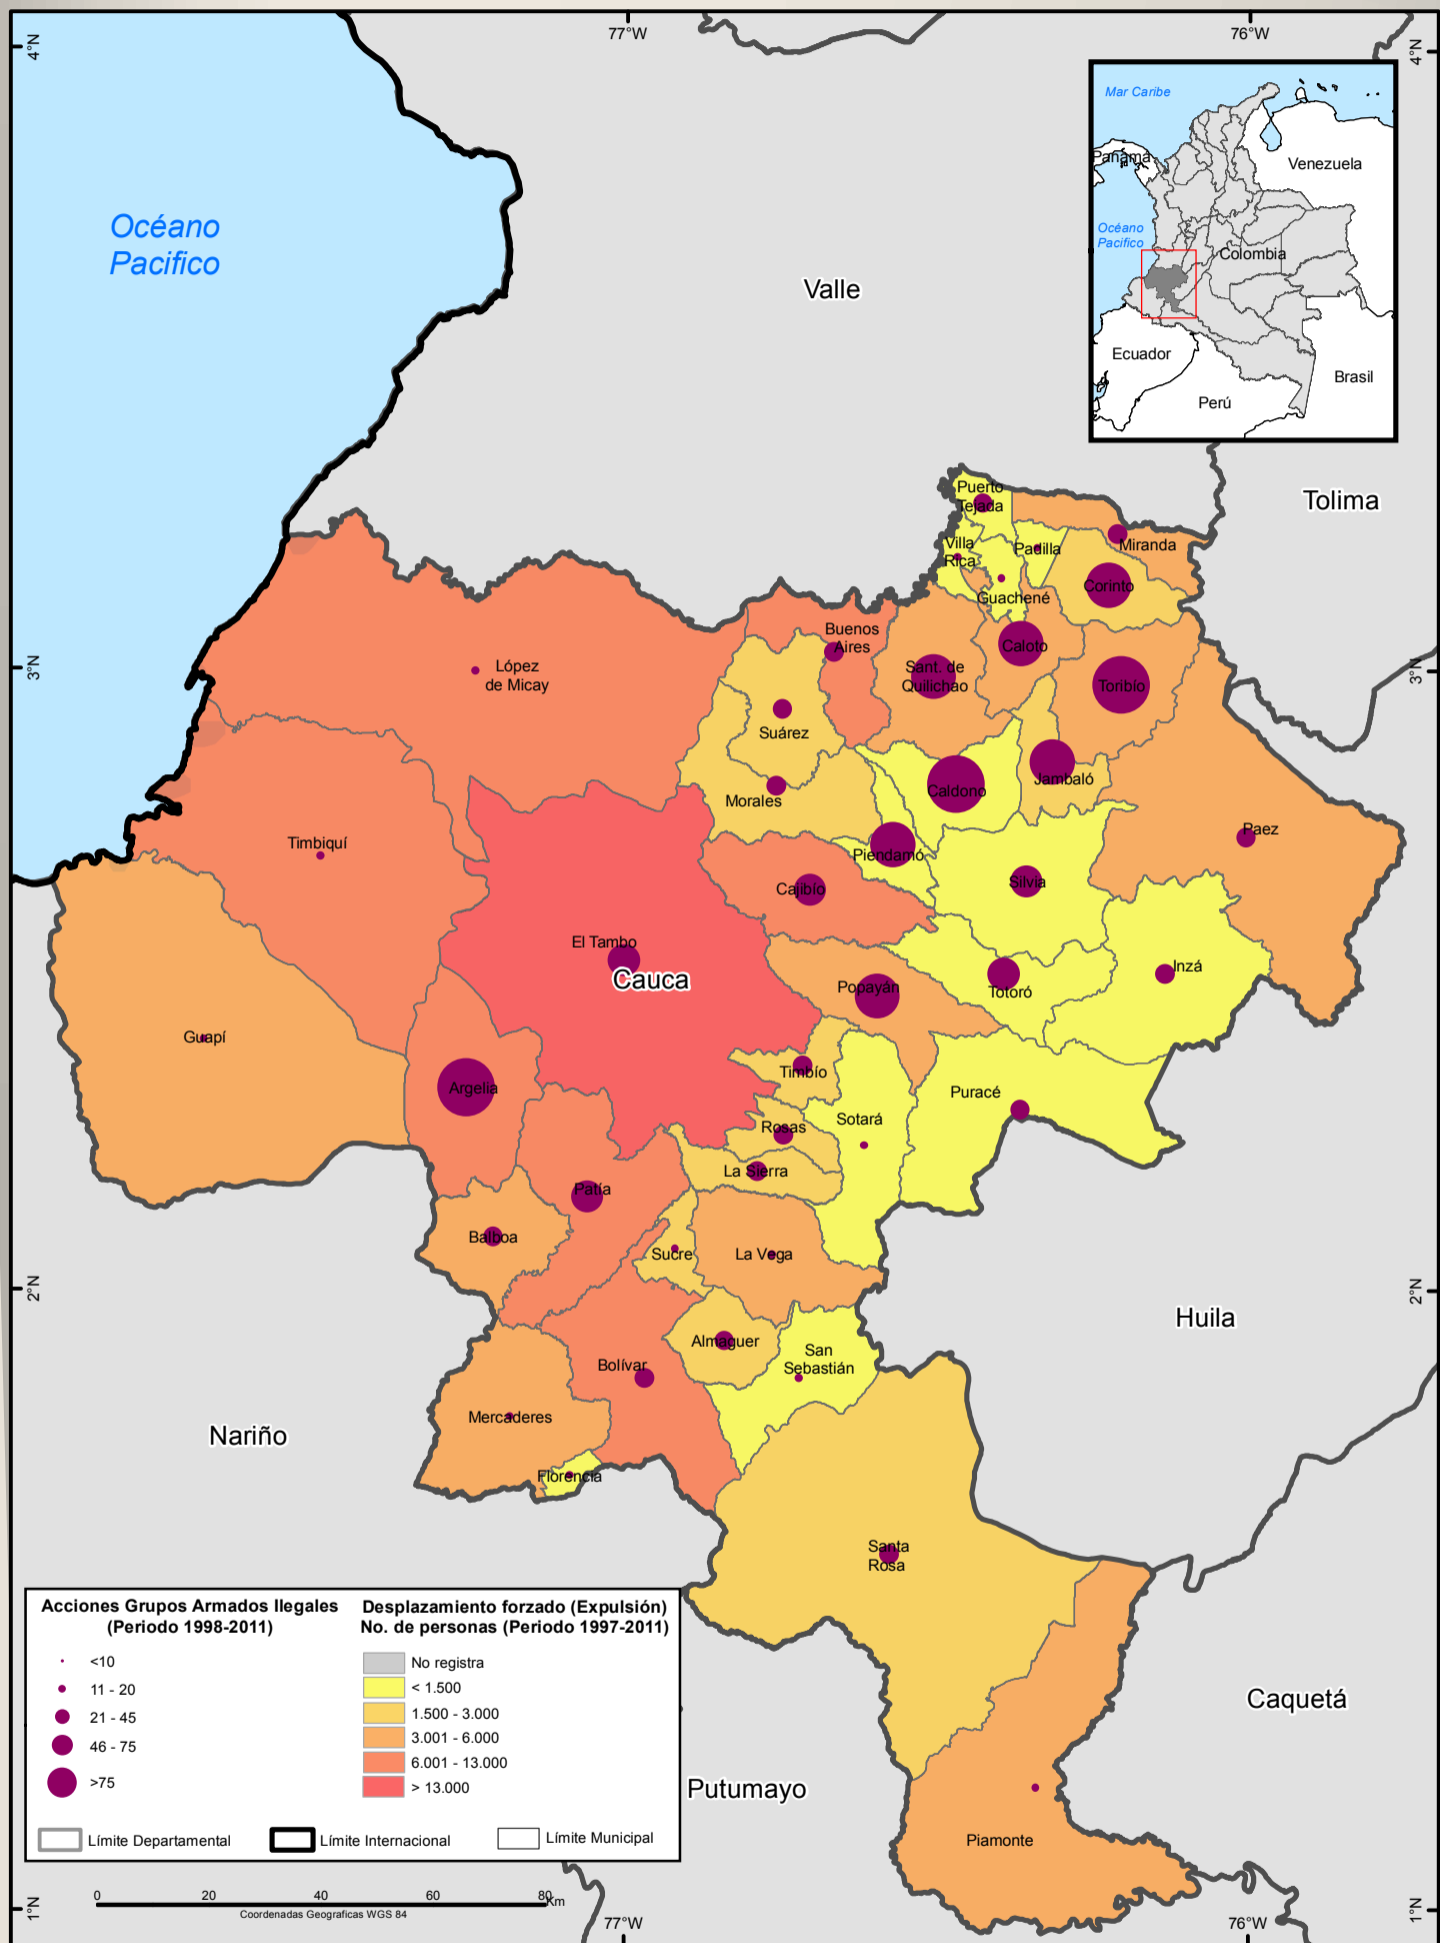 77°W
76°W
4°N
4°N
Mar Caribe
Panamá
Venezuela
Océano
Pacifico
Colombia
Ecuador
Perú
Brasil
Océano
Pacifico
Valle
Tolima
Puerto
Tejada
Villa
Rica
Padilla
Miranda
Guachené
Corinto
Buenos
Aires
Caloto
3°N
3°N
López
de Micay
Sant. de
Quilichao
Toribío
Suárez
Jambaló
Morales
Caldono
Timbiquí
Piendamó
Paez
Cajibío
Silvia
El Tambo
Cauca
Popayán
Totoró
Inzá
Guapí
Timbío
Argelia
Puracé
Rosas
Sotará
La Sierra
Patía
Balboa
Sucre
La Vega
2°N
2°N
Huila
Almaguer
San
Sebastián
Bolívar
Mercaderes
Nariño
Florencia
Santa
Rosa
Acciones Grupos Armados Ilegales
(Periodo 1998-2011)
<10
11 - 20
21 - 45
46 - 75
>75
Desplazamiento forzado (Expulsión)
No. de personas (Periodo 1997-2011)
No registra
< 1.500
1.500 - 3.000
3.001 - 6.000
6.001 - 13.000
> 13.000
Límite Departamental
Límite Internacional
Límite Municipal
Caquetá
Putumayo
Piamonte
0
20
40
60
80
Km
Coordenadas Geograficas WGS 84
1°N
1°N
77°W
76°W